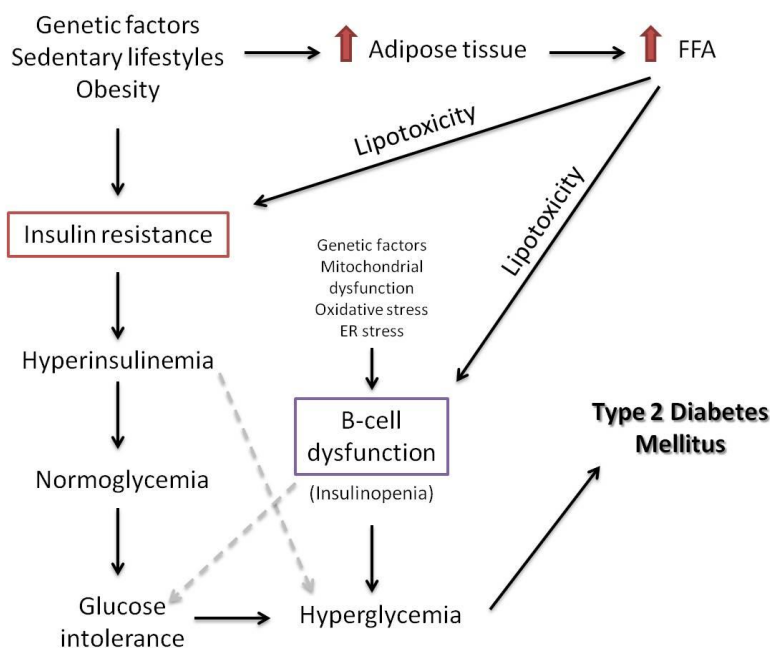 Genetic factors
Sedentary lifestyles
Obesity
Adipose tissue
FFA
Lipotoxicity
Lipotoxicity
Insulin resistance
Genetic factors
Mitochondrial
dysfunction
Oxidative stress
ER stress
Hyperinsulinemia
B-cell
dysfunction
(Insulinopenia)
Type 2 Diabetes
Mellitus
Normoglycemia
Glucose
intolerance
Hyperglycemia